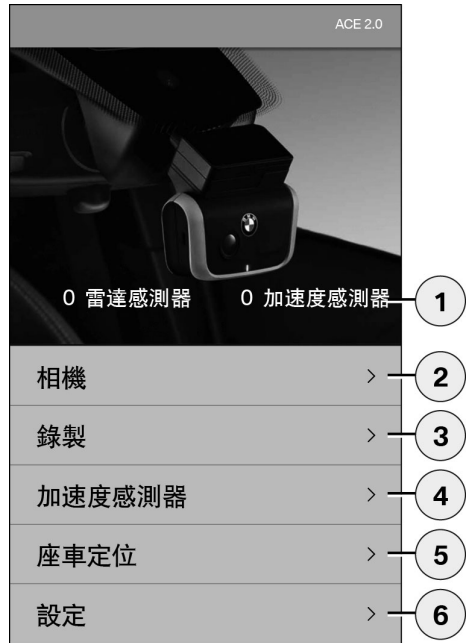 ACE 2.0
0 雷達感測器 0 加速度感測器 1
相機 > 2
錄製 > 3
加速度感測器 > 4
座車定位 > 5
設定 > 6